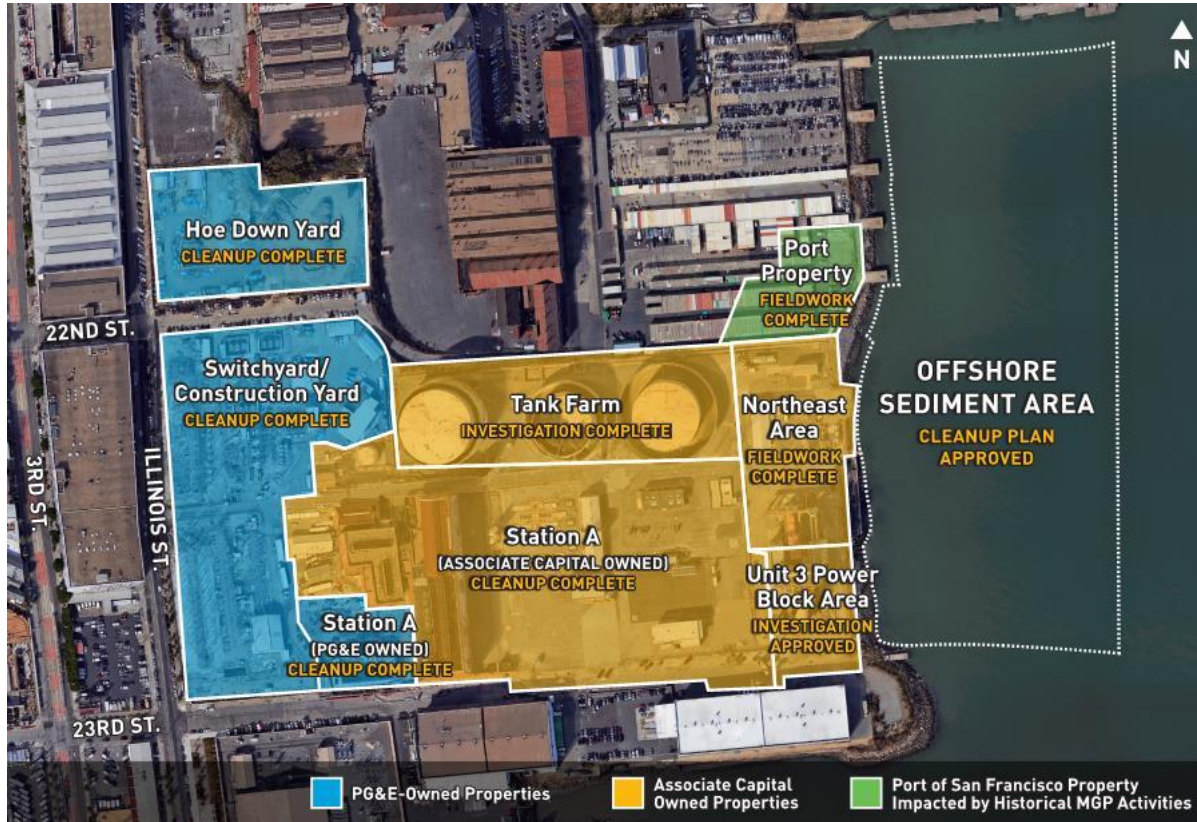 N
Hoe Down Yard
CLEANUP COMPLETE
Port
Property
FIELDWORK
COMPLETE
22ND ST.
Switchyard/
Construction Yard
CLEANUP COMPLETE
Tank Farm
INVESTIGATION COMPLETE
Northeast
Area
FIELDWORK
COMPLETE
OFFSHORE
SEDIMENT AREA
CLEANUP PLAN
APPROVED
3RD ST.
ILLINOIS ST.
Station A
(ASSOCIATE CAPITAL OWNED)
CLEANUP COMPLETE
Unit 3 Power
Block Area
INVESTIGATION
APPROVED
Station A
(PG&E OWNED)
CLEANUP COMPLETE
23RD ST.
PG&E-Owned Properties
Associate Capital
Owned Properties
Port of San Francisco Property
Impacted by Historical MGP Activities